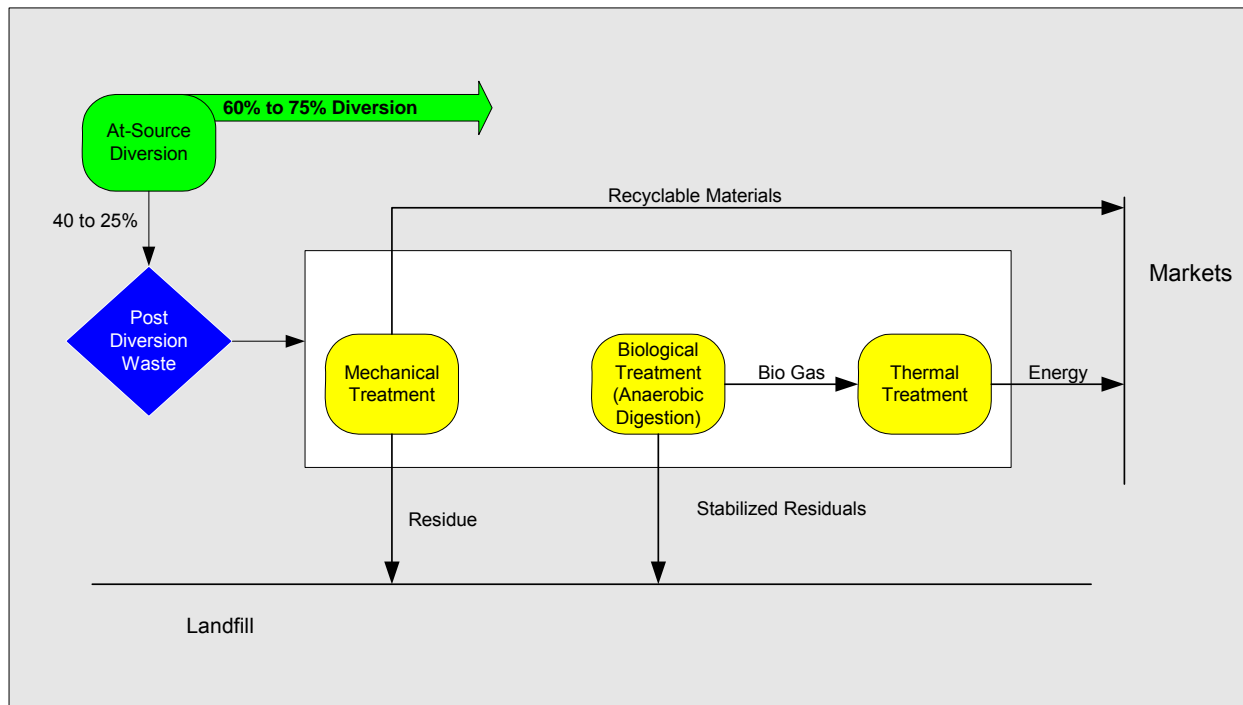 60% to 75% Diversion
At-Source
Diversion
40 to 25%
Recyclable Materials
Markets
Post
Diversion
Waste
Mechanical
Treatment
Biological
Treatment
(Anaerobic
Digestion)
Bio Gas
Thermal
Treatment
Energy
Residue
Stabilized Residuals
Landfill